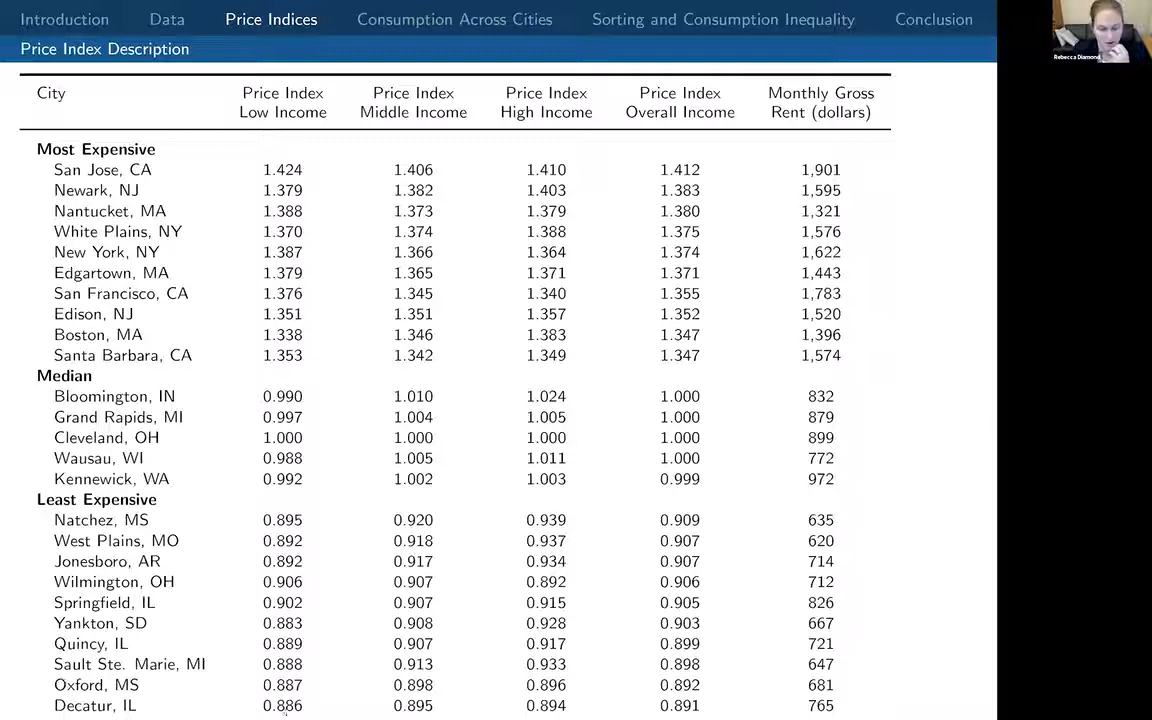 Introduction Data Price Indices Consumption Across Cities Sorting and Consumption Inequality Conclusion
Price Index Description
City Price Index Low Income Price Index Middle Income Price Index High Income Price Index Overall Income Monthly Gross Rent (dollars)
Most Expensive
San Jose, CA 1.424 1.406 1.410 1.412 1,901
Newark, NJ 1.379 1.382 1.403 1.383 1,595
Nantucket, MA 1.388 1.373 1.379 1.380 1,321
White Plains, NY 1.370 1.374 1.388 1.375 1,576
New York, NY 1.387 1.366 1.364 1.374 1,622
Edgartown, MA 1.379 1.365 1.371 1.371 1,443
San Francisco, CA 1.376 1.345 1.340 1.355 1,783
Edison, NJ 1.351 1.351 1.357 1.352 1,520
Boston, MA 1.338 1.346 1.383 1.347 1,396
Santa Barbara, CA 1.353 1.342 1.349 1.347 1,574
Median
Bloomington, IN 0.990 1.010 1.024 1.000 832
Grand Rapids, MI 0.997 1.004 1.005 1.000 879
Cleveland, OH 1.000 1.000 1.000 1.000 899
Wausau, WI 0.988 1.005 1.011 1.000 772
Kennewick, WA 0.992 1.002 1.003 0.999 972
Least Expensive
Natchez, MS 0.895 0.920 0.939 0.909 635
West Plains, MO 0.892 0.918 0.937 0.907 620
Jonesboro, AR 0.892 0.917 0.934 0.907 714
Wilmington, OH 0.906 0.907 0.892 0.906 712
Springfield, IL 0.902 0.907 0.915 0.905 826
Yankton, SD 0.883 0.908 0.928 0.903 667
Quincy, IL 0.889 0.907 0.917 0.899 721
Sault Ste. Marie, MI 0.888 0.913 0.933 0.898 647
Oxford, MS 0.887 0.898 0.896 0.892 681
Decatur, IL 0.886 0.895 0.894 0.891 765
Rebecca Diamond